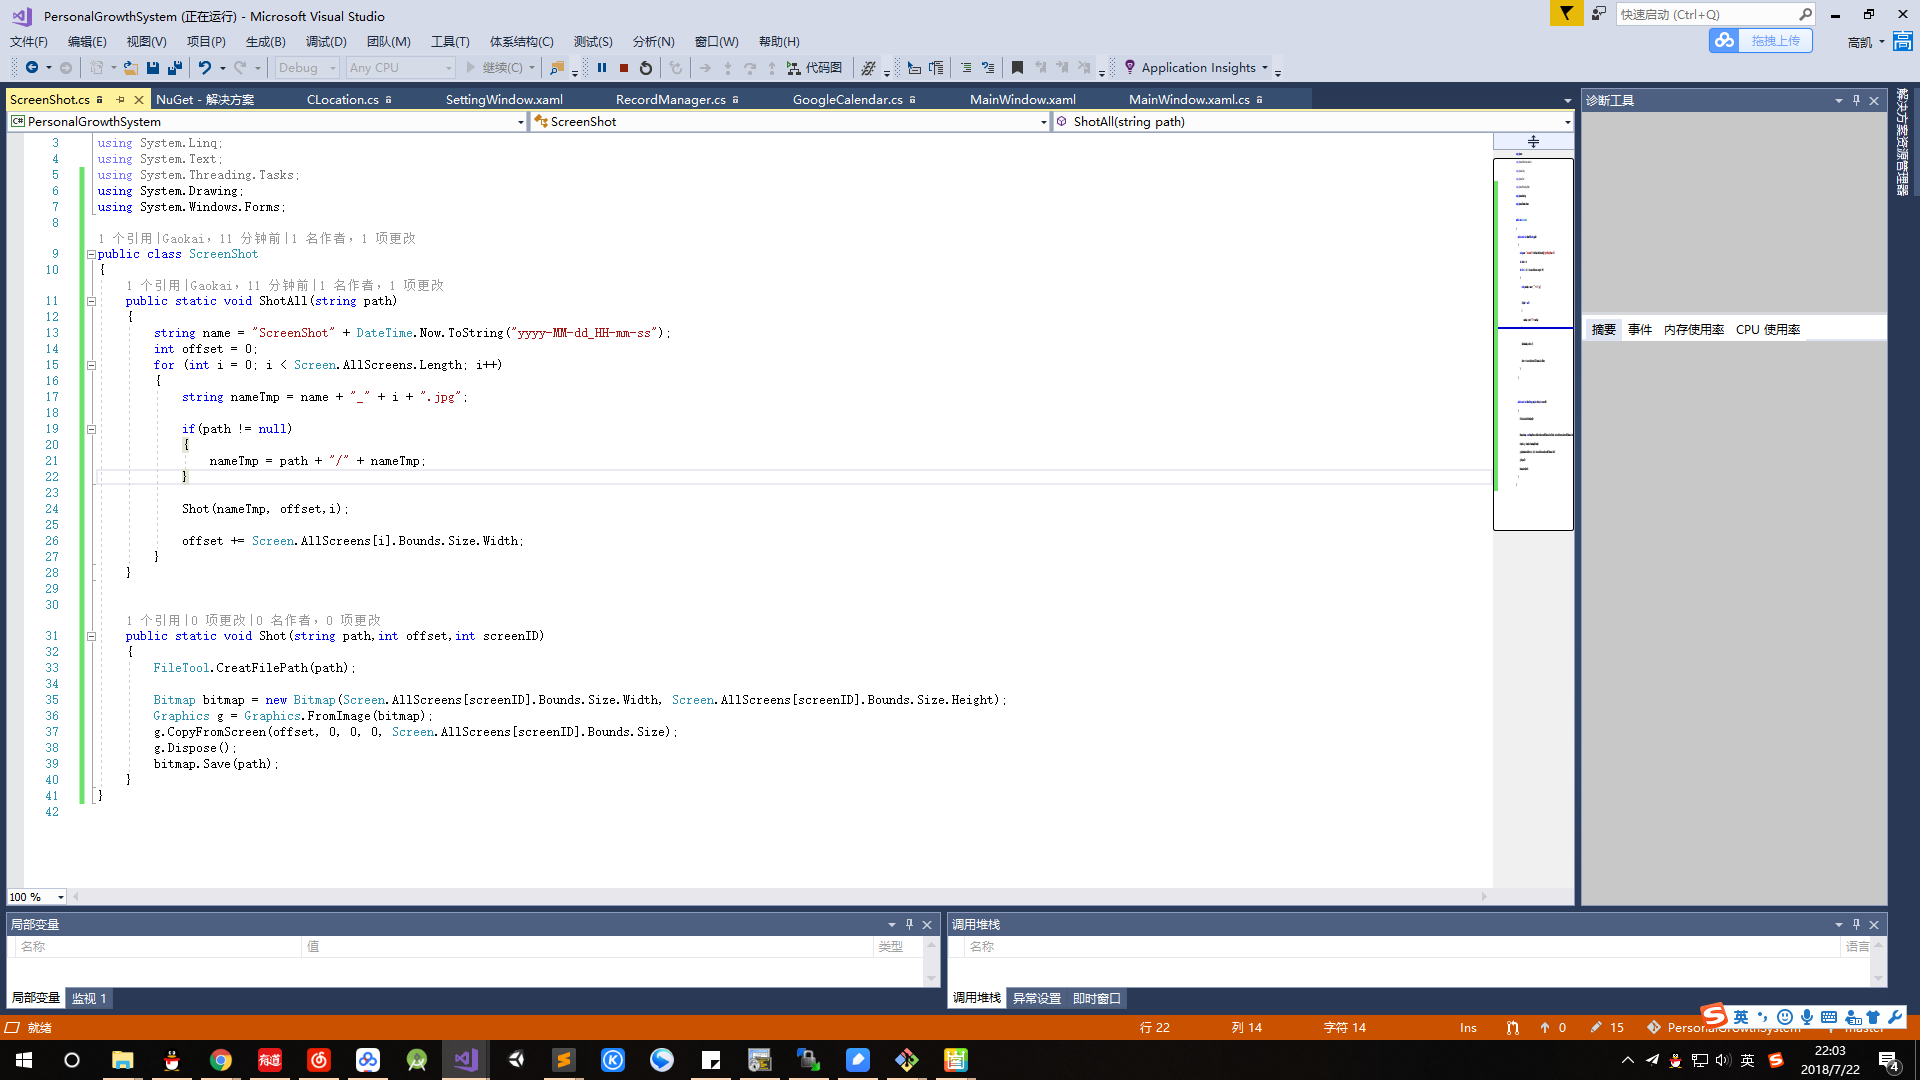 PersonalGrowthSystem (正在运行) - Microsoft Visual Studio
快速启动 (Ctrl+Q)
文件(F) 编辑(E) 视图(V) 项目(P) 生成(B) 调试(D) 团队(M) 工具(T) 体系结构(C) 测试(S) 分析(N) 窗口(W) 帮助(H)
拖拽上传
高凯
高
Debug Any CPU 继续(C) 代码图 Application Insights
ScreenShot.cs NuGet - 解决方案 CLocation.cs SettingWindow.xaml RecordManager.cs GoogleCalendar.cs MainWindow.xaml MainWindow.xaml.cs
PersonalGrowthSystem ScreenShot ShotAll(string path)
3 using System.Linq;
4 using System.Text;
5 using System.Threading.Tasks;
6 using System.Drawing;
7 using System.Windows.Forms;
8
1 个引用|Gaokai, 11 分钟前|1 名作者, 1 项更改
9 public class ScreenShot
10 {
1 个引用|Gaokai, 11 分钟前|1 名作者, 1 项更改
11 public static void ShotAll(string path)
12 {
13 string name = "ScreenShot" + DateTime.Now.ToString("yyyy-MM-dd_HH-mm-ss");
14 int offset = 0;
15 for (int i = 0; i < Screen.AllScreens.Length; i++)
16 {
17 string nameTmp = name + "_" + i + ".jpg";
18
19 if(path != null)
20 {
21 nameTmp = path + "/" + nameTmp;
22 }
23
24 Shot(nameTmp, offset,i);
25
26 offset += Screen.AllScreens[i].Bounds.Size.Width;
27 }
28 }
29
30
1 个引用|0 项更改|0 名作者, 0 项更改
31 public static void Shot(string path,int offset,int screenID)
32 {
33 FileTool.CreatFilePath(path);
34
35 Bitmap bitmap = new Bitmap(Screen.AllScreens[screenID].Bounds.Size.Width, Screen.AllScreens[screenID].Bounds.Size.Height);
36 Graphics g = Graphics.FromImage(bitmap);
37 g.CopyFromScreen(offset, 0, 0, 0, Screen.AllScreens[screenID].Bounds.Size);
38 g.Dispose();
39 bitmap.Save(path);
40 }
41 }
42
100 %
诊断工具
摘要 事件 内存使用率 CPU 使用率
解决方案资源管理器
局部变量
名称 值 类型
局部变量 监视 1
调用堆栈
名称 语言
调用堆栈 异常设置 即时窗口
就绪 行 22 列 14 字符 14 Ins 0 15 PersonalGrowthSystem master
英
有道
英
22:03
2018/7/22
4